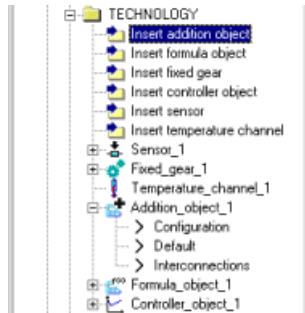 TECHNOLOGY
Insert addition object
Insert formula object
Insert fixed gear
Insert controller object
Insert sensor
Insert temperature channel
Sensor_1
Fixed_gear_1
Temperature_channel_1
Addition_object_1
Configuration
Default
Interconnections
Formula_object_1
Controller_object_1